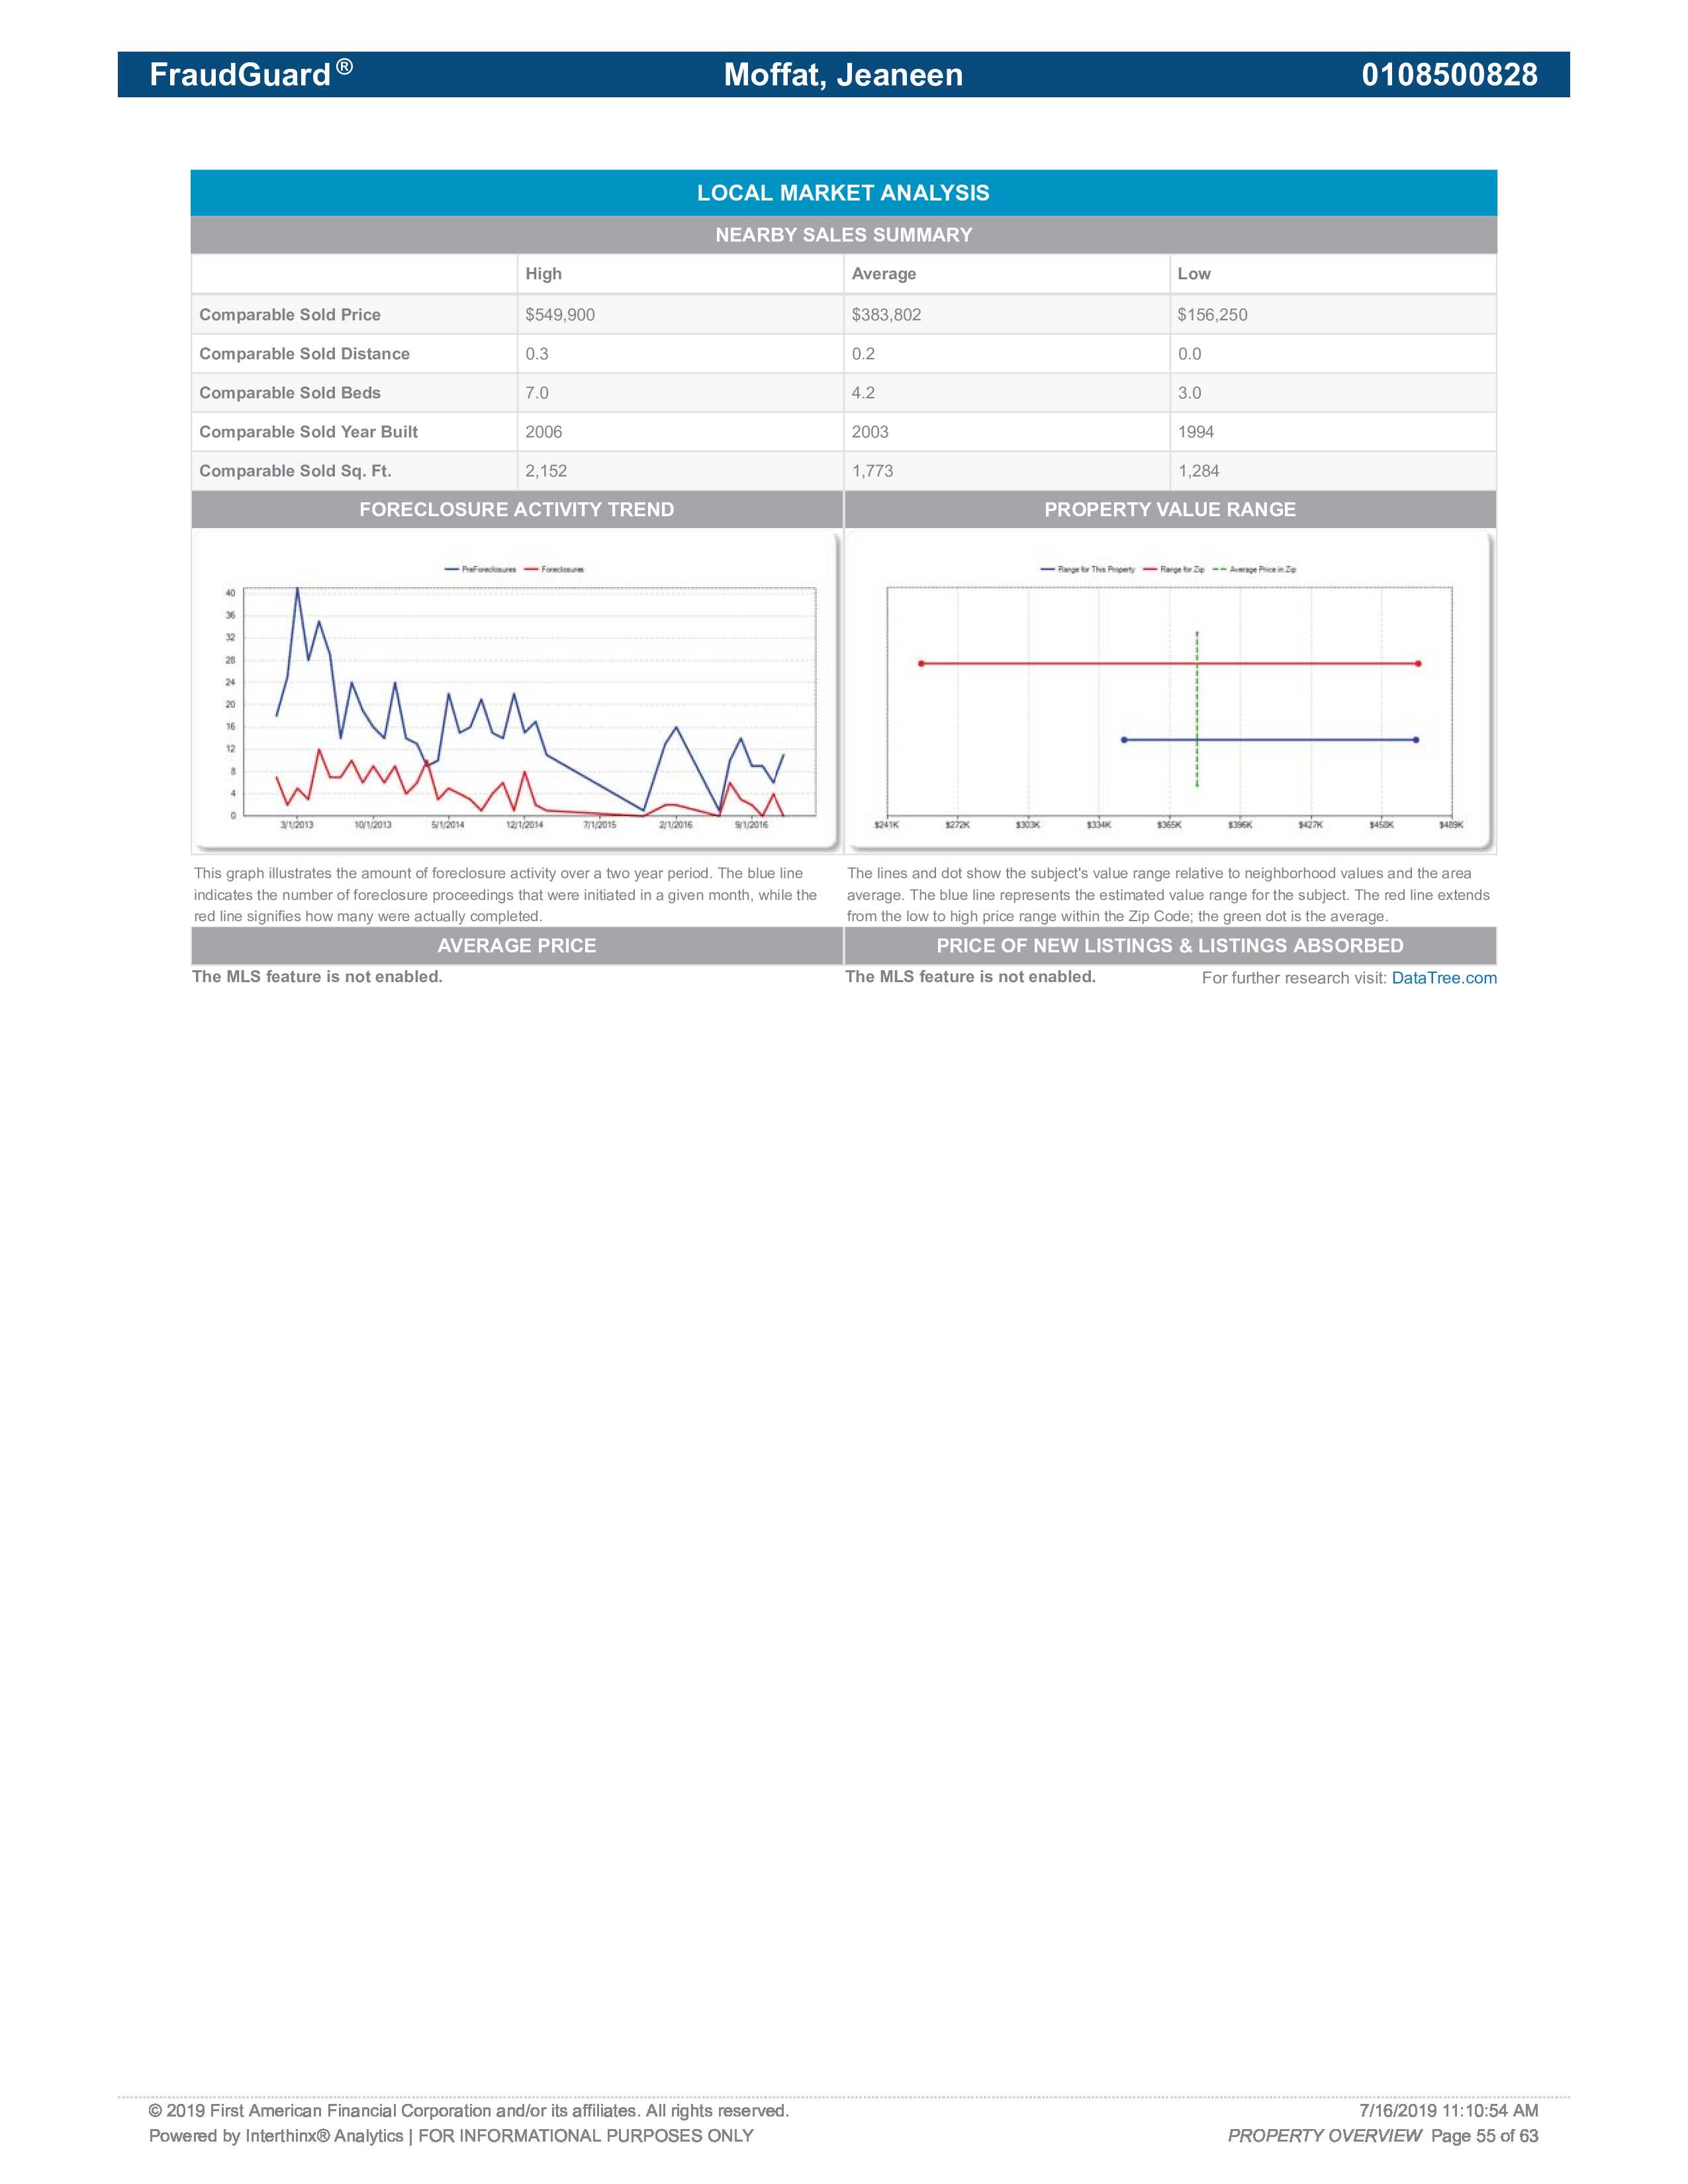 FraudGuard® Moffat, Jeaneen 0108500828
LOCAL MARKET ANALYSIS
NEARBY SALES SUMMARY
High Average Low
Comparable Sold Price $549,900 $383,802 $156,250
Comparable Sold Distance 0.3 0.2 0.0
Comparable Sold Beds 7.0 4.2 3.0
Comparable Sold Year Built 2006 2003 1994
Comparable Sold Sq. Ft. 2,152 1,773 1,284
FORECLOSURE ACTIVITY TREND
PreForeclosures Foreclosures
40
36
32
28
24
20
16
12
8
4
0
3/1/2013 10/1/2013 5/1/2014 12/1/2014 7/1/2015 2/1/2016 9/1/2016
This graph illustrates the amount of foreclosure activity over a two year period. The blue line
indicates the number of foreclosure proceedings that were initiated in a given month, while the
red line signifies how many were actually completed.
PROPERTY VALUE RANGE
Range for This Property Range for Zip Average Price in Zip
$241K $272K $303K $334K $365K $396K $427K $458K $489K
The lines and dot show the subject's value range relative to neighborhood values and the area
average. The blue line represents the estimated value range for the subject. The red line extends
from the low to high price range within the Zip Code; the green dot is the average.
AVERAGE PRICE
The MLS feature is not enabled.
PRICE OF NEW LISTINGS & LISTINGS ABSORBED
The MLS feature is not enabled. For further research visit: DataTree.com
© 2019 First American Financial Corporation and/or its affiliates. All rights reserved. 7/16/2019 11:10:54 AM
Powered by Interthinx® Analytics | FOR INFORMATIONAL PURPOSES ONLY PROPERTY OVERVIEW Page 55 of 63